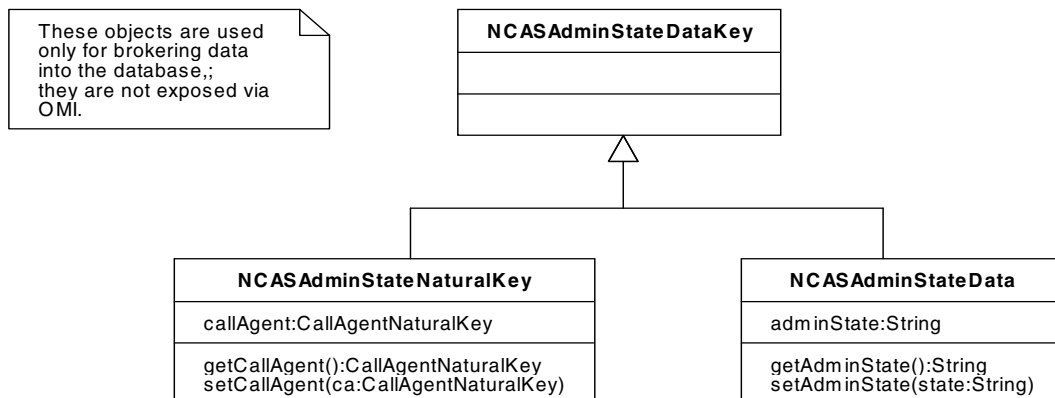 These objects are used
only for brokering data
into the database,;
they are not exposed via
OMI.
NCASAdminStateDataKey
NCASAdminStateNaturalKey
callAgent:CallAgentNaturalKey
getCallAgent():CallAgentNaturalKey
setCallAgent(ca:CallAgentNaturalKey)
NCASAdminStateData
adminState:String
getAdminState():String
setAdminState(state:String)